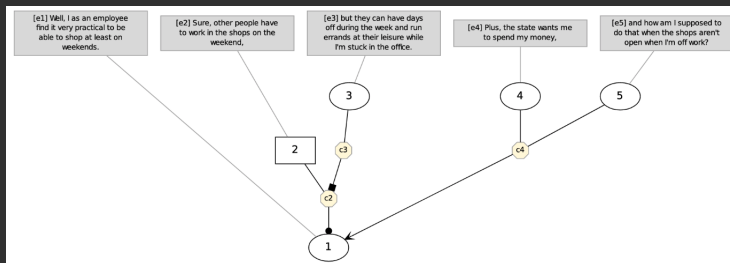 [e1] Well, I as an employee
find it very practical to be
able to shop at least on
weekends.
[e2] Sure, other people have
to work in the shops on the
weekend,
[e3] but they can have days
off during the week and run
errands at their leisure while
I'm stuck in the office.
[e4] Plus, the state wants me
to spend my money,
[e5] and how am I supposed to
do that when the shops aren't
open when I'm off work?
3
4
5
2
c3
c4
c2
1